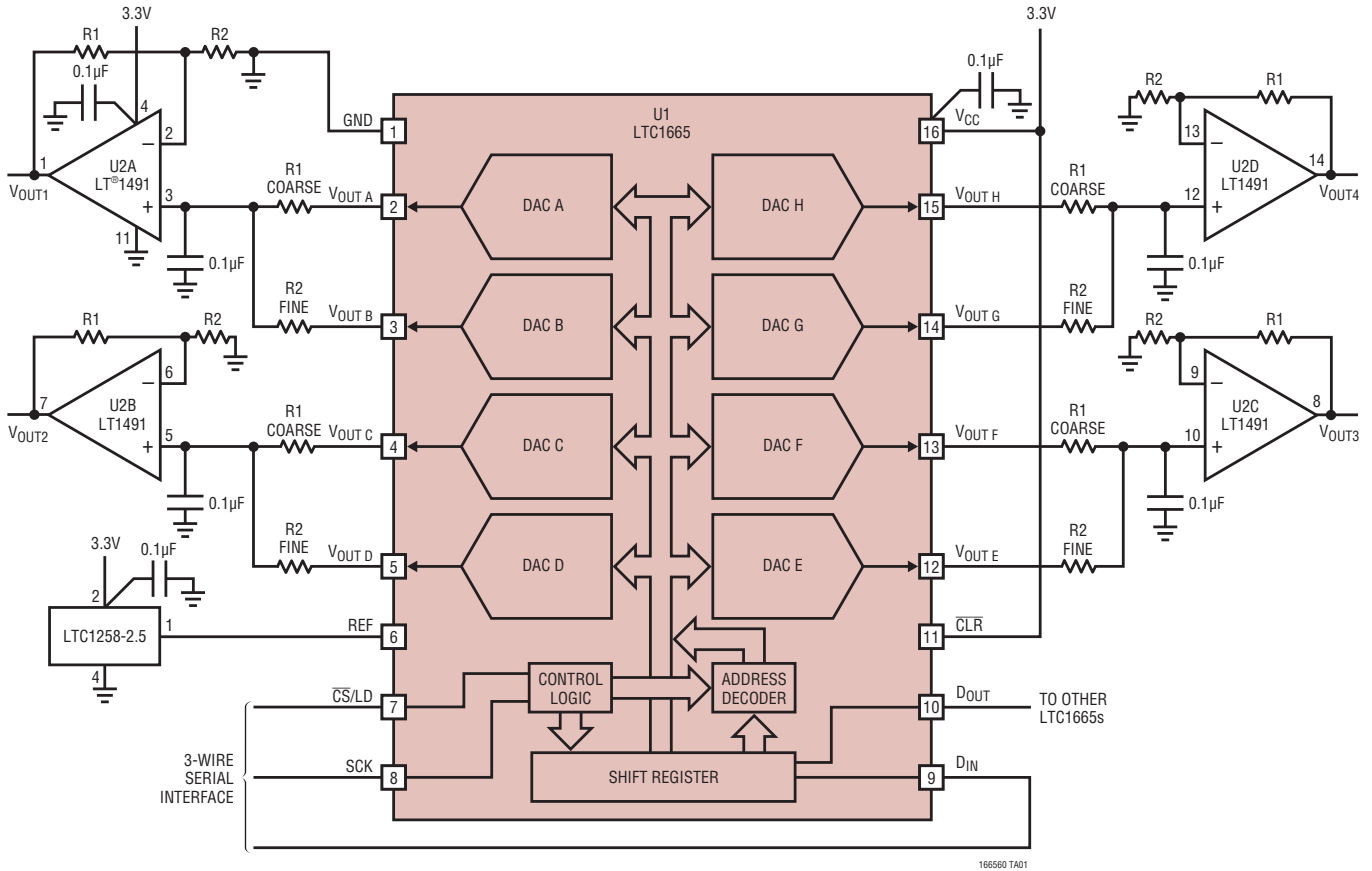 3.3V
R1
R2
0.1µF
4
2
−
U2A
LT®1491
1
VOUT1
3
+
11
0.1µF
R1
COARSE
VOUT A
R2
FINE
VOUT B
GND
1
2
3
R1
R2
6
−
U2B
LT1491
7
VOUT2
5
+
0.1µF
R1
COARSE
VOUT C
4
R2
FINE
VOUT D
5
3.3V
0.1µF
2
LTC1258-2.5
1
4
REF
6
C̅S̅/LD
7
3-WIRE
SERIAL
INTERFACE
SCK
8
U1
LTC1665
DAC A
DAC H
DAC B
DAC G
DAC C
DAC F
DAC D
DAC E
CONTROL
LOGIC
ADDRESS
DECODER
SHIFT REGISTER
3.3V
0.1µF
16
VCC
15
VOUT H
R1
COARSE
14
VOUT G
R2
FINE
R2
R1
13
−
U2D
LT1491
14
VOUT4
12
+
0.1µF
13
VOUT F
R1
COARSE
12
VOUT E
R2
FINE
R2
R1
9
−
U2C
LT1491
8
VOUT3
10
+
0.1µF
11
C̅L̅R̅
10
DOUT
TO OTHER
LTC1665s
9
DIN
166560 TA01